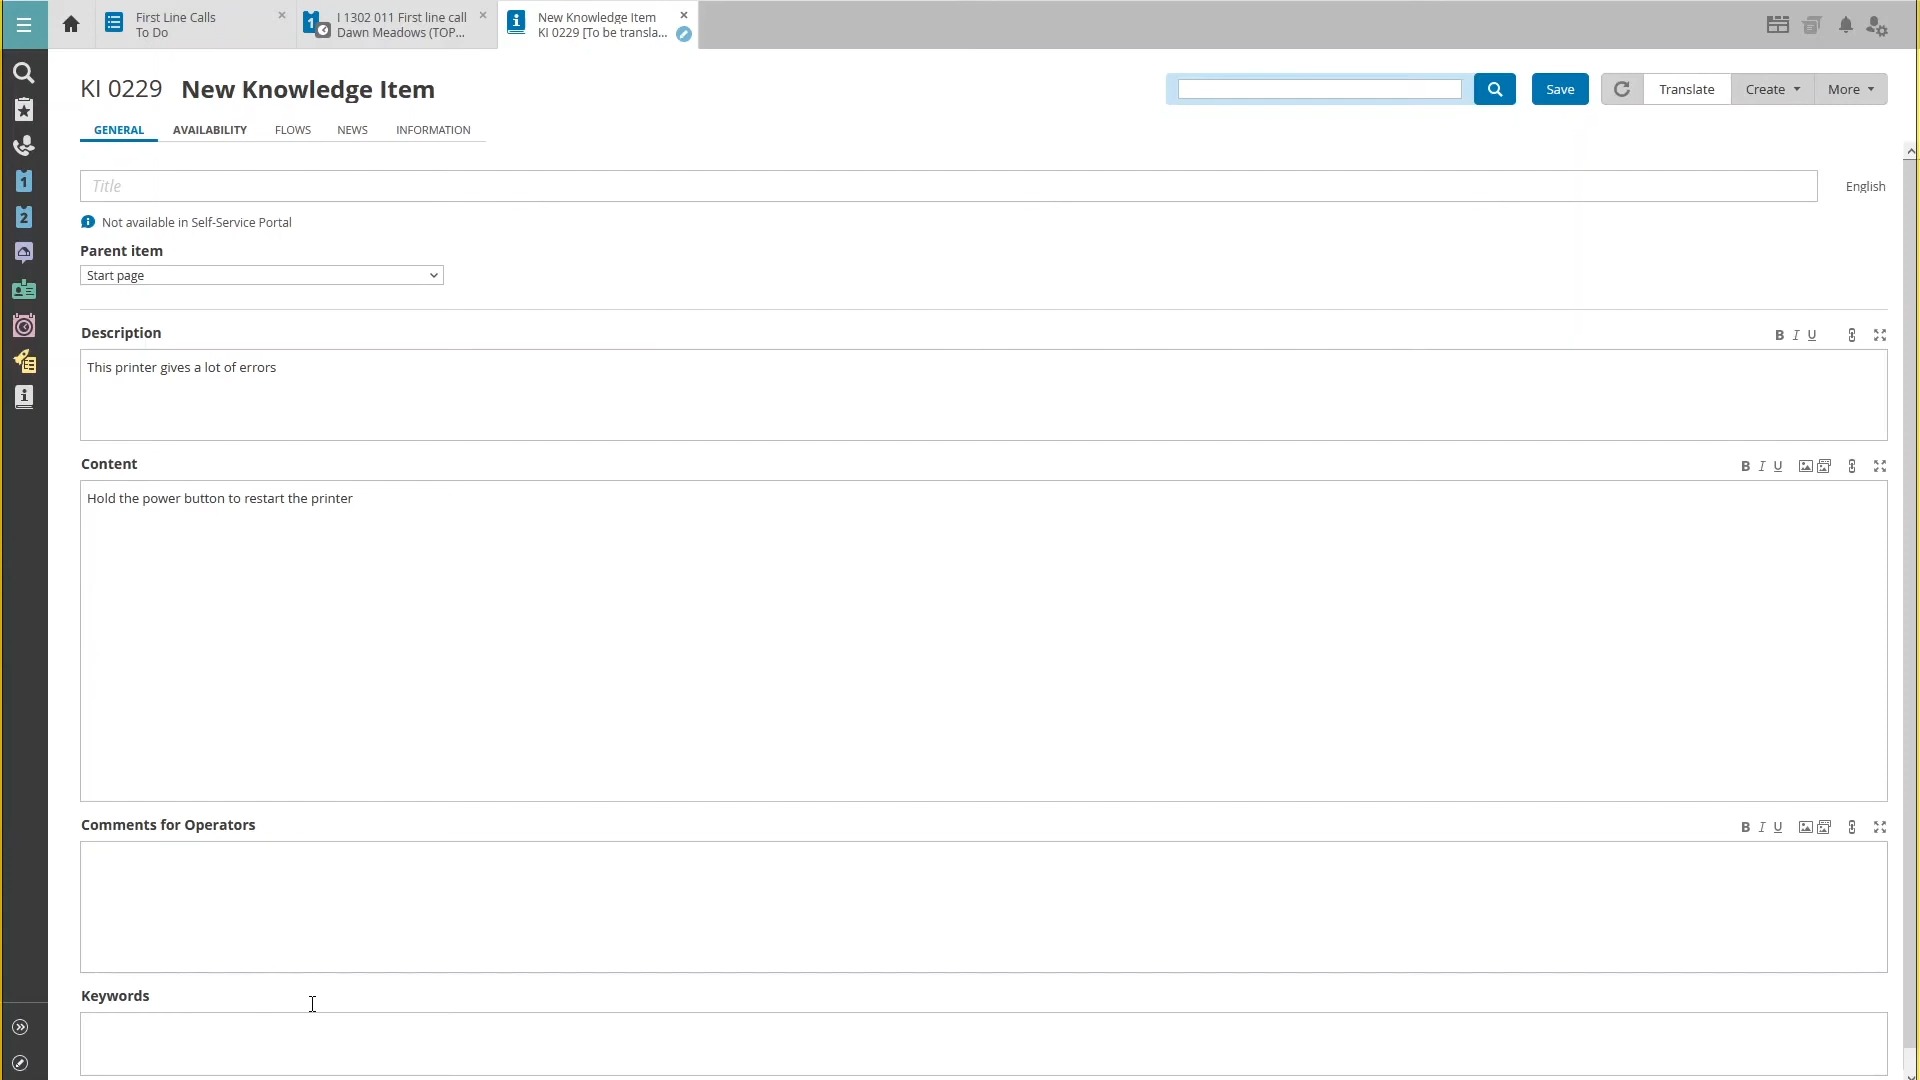 First Line Calls
To Do
1
I 1302 011 First line call
Dawn Meadows (TOP...
New Knowledge Item
KI 0229 [To be transla...
KI 0229 New Knowledge Item
Save
Translate
Create
More
GENERAL
AVAILABILITY
FLOWS
NEWS
INFORMATION
1
2
Title
English
Not available in Self-Service Portal
Parent item
Start page
Description
B I U
This printer gives a lot of errors
Content
B I U
Hold the power button to restart the printer
Comments for Operators
B I U
Keywords